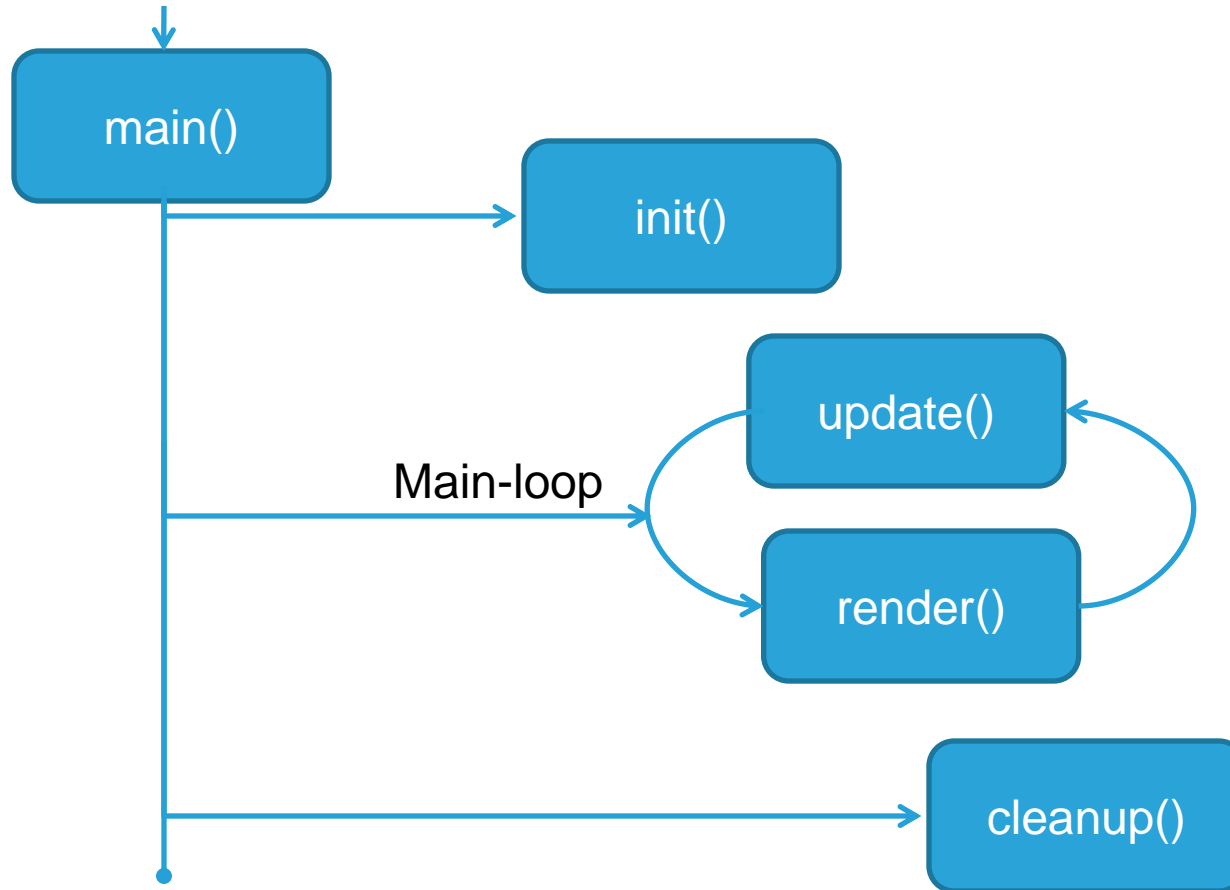 main()
init()
update()
Main-loop
render()
cleanup()